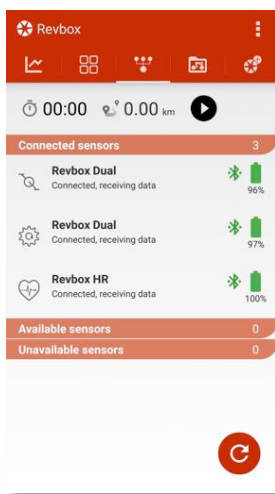 Revbox
00:00 0.00 km
Connected sensors 3
Revbox Dual
Connected, receiving data
96%
Revbox Dual
Connected, receiving data
97%
Revbox HR
Connected, receiving data
100%
Available sensors 0
Unavailable sensors 0